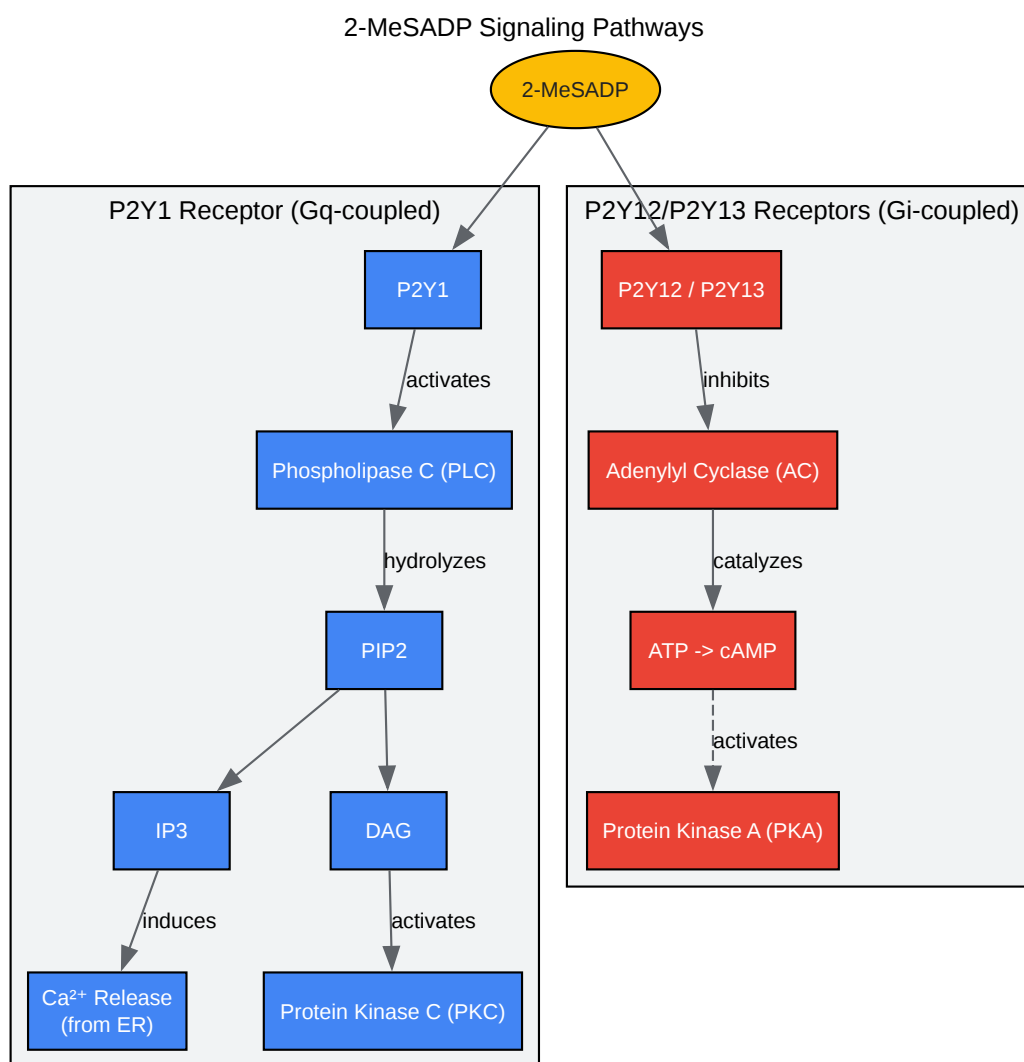 2-MeSADP Signaling Pathways
2-MeSADP
P2Y1 Receptor (Gq-coupled)
P2Y1
activates
Phospholipase C (PLC)
hydrolyzes
PIP2
IP3
DAG
induces
activates
Ca²⁺ Release
(from ER)
Protein Kinase C (PKC)
P2Y12/P2Y13 Receptors (Gi-coupled)
P2Y12 / P2Y13
inhibits
Adenylyl Cyclase (AC)
catalyzes
ATP -> cAMP
activates
Protein Kinase A (PKA)